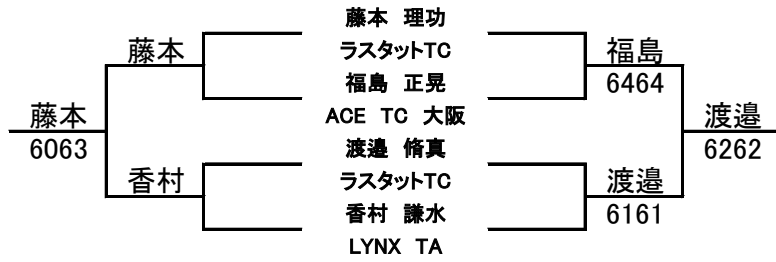 藤本 理功
藤本 ラスタットTC 福島
福島 正晃 6464
藤本 ACE TC 大阪 渡邉
6063 渡邉 脩真 6262
香村 ラスタットTC 渡邉
香村 謙水 6161
LYNX TA